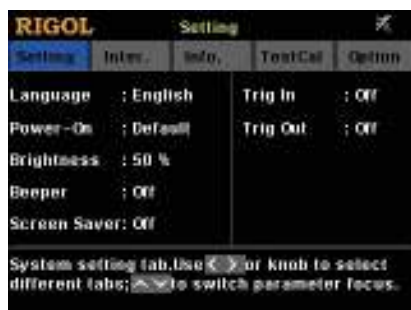 RIGOL Setting
Setting Inter. Info. TestCal Option
Language : English Trig In : Off
Power-On : Default Trig Out : Off
Brightness : 50 %
Beeper : Off
Screen Saver: Off
System setting tab.Use < > or knob to select
different tabs; ∧ ∨ to switch parameter focus.